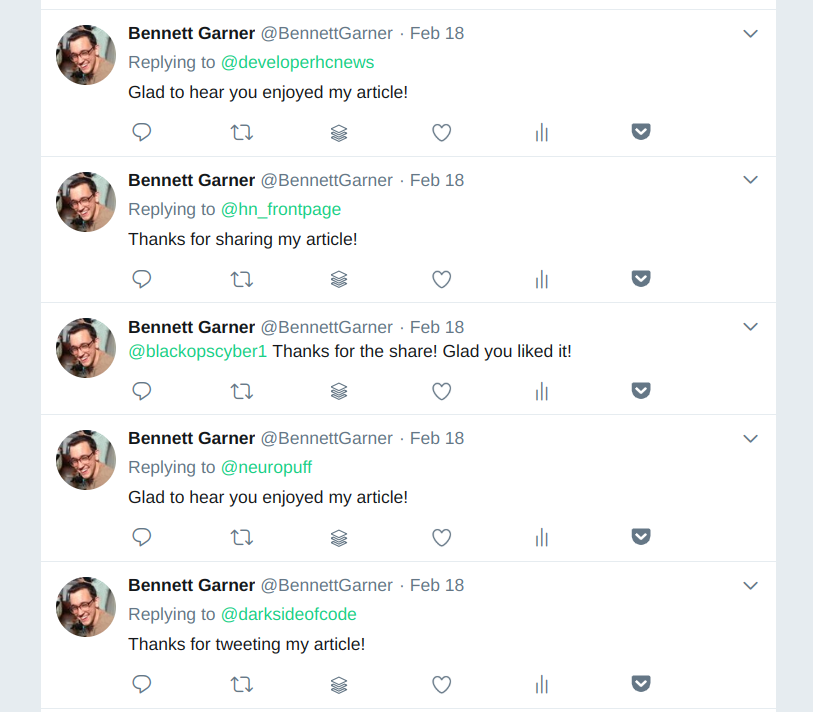 Bennett Garner @BennettGarner · Feb 18
Replying to @developerhcnews
Glad to hear you enjoyed my article!
Bennett Garner @BennettGarner · Feb 18
Replying to @hn_frontpage
Thanks for sharing my article!
Bennett Garner @BennettGarner · Feb 18
@blackopscyber1 Thanks for the share! Glad you liked it!
Bennett Garner @BennettGarner · Feb 18
Replying to @neuropuff
Glad to hear you enjoyed my article!
Bennett Garner @BennettGarner · Feb 18
Replying to @darksideofcode
Thanks for tweeting my article!